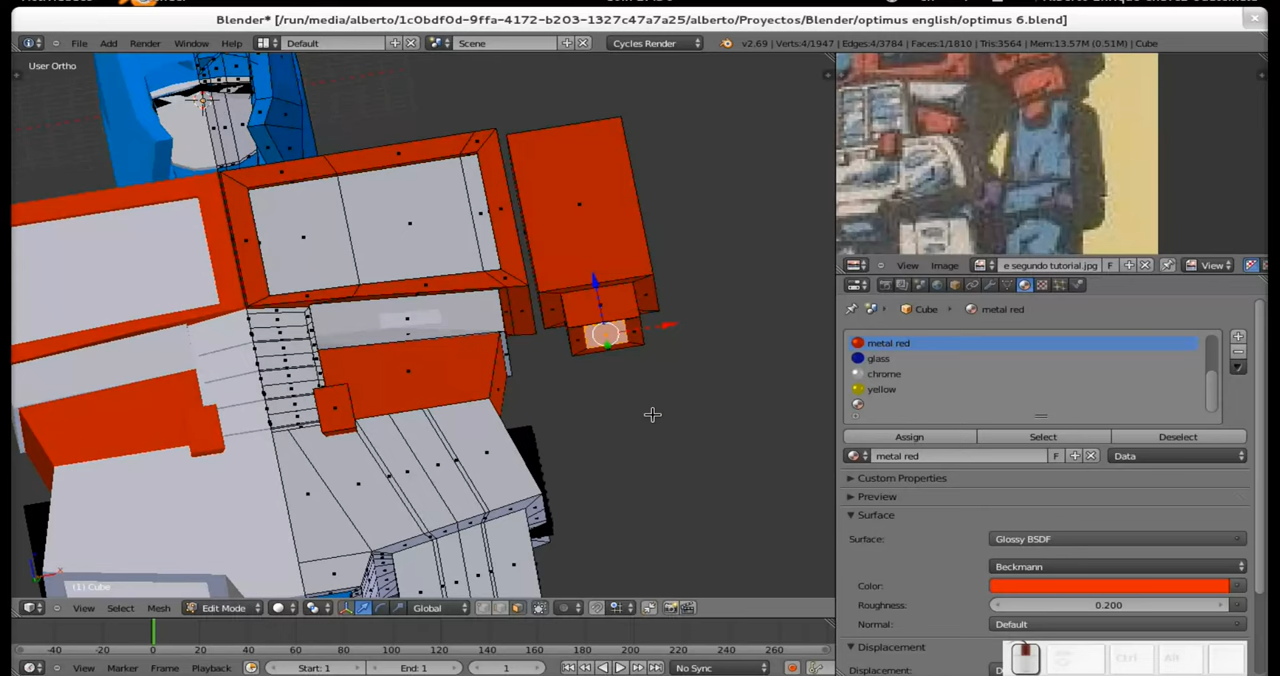 Blender* [/run/media/alberto/1c0bdf0d-9ffa-4172-b203-1327c47a7a25/alberto/Proyectos/Blender/optimus english/optimus 6.blend]
File Add Render Window Help Default Scene Cycles Render v2.69 | Verts:4/1947 | Edges:4/3784 | Faces:1/1810 | Tris:3564 | Mem:13.57M (0.51M) | Cube
User Ortho
View Image e segundo tutorial.jpg F View
Cube metal red
metal red
glass
chrome
yellow
Assign Select Deselect
metal red F Data
Custom Properties
Preview
Surface
Surface: Glossy BSDF
Beckmann
Color:
Roughness: 0.200
Normal: Default
Displacement
Displacement:
Ctrl Alt
(1) Cube
View Select Mesh Edit Mode Global
-40 -20 0 20 40 60 80 100 120 140 160 180 200 220 240 260
View Marker Frame Playback Start: 1 End: 1 1 No Sync